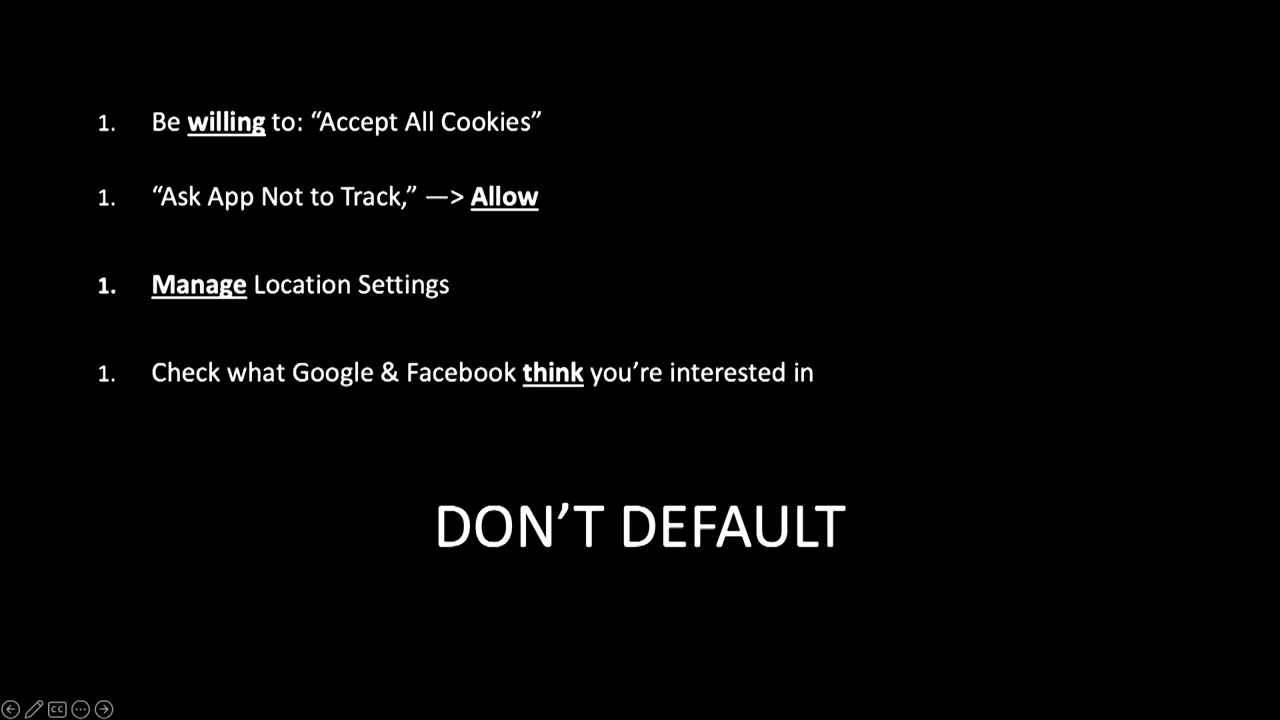 1. Be willing to: “Accept All Cookies”
1. “Ask App Not to Track,” —> Allow
1. Manage Location Settings
1. Check what Google & Facebook think you’re interested in
DON’T DEFAULT
CC